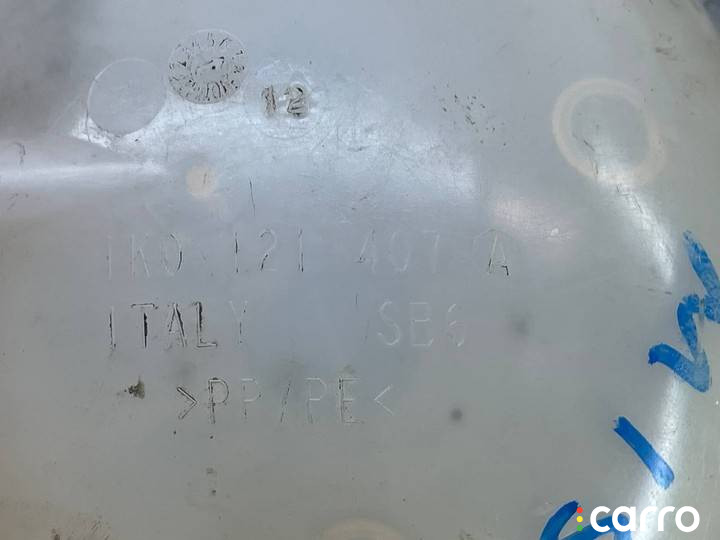 12
1K0 121 407 A
ITALY SB6
>PP/PE<
carro